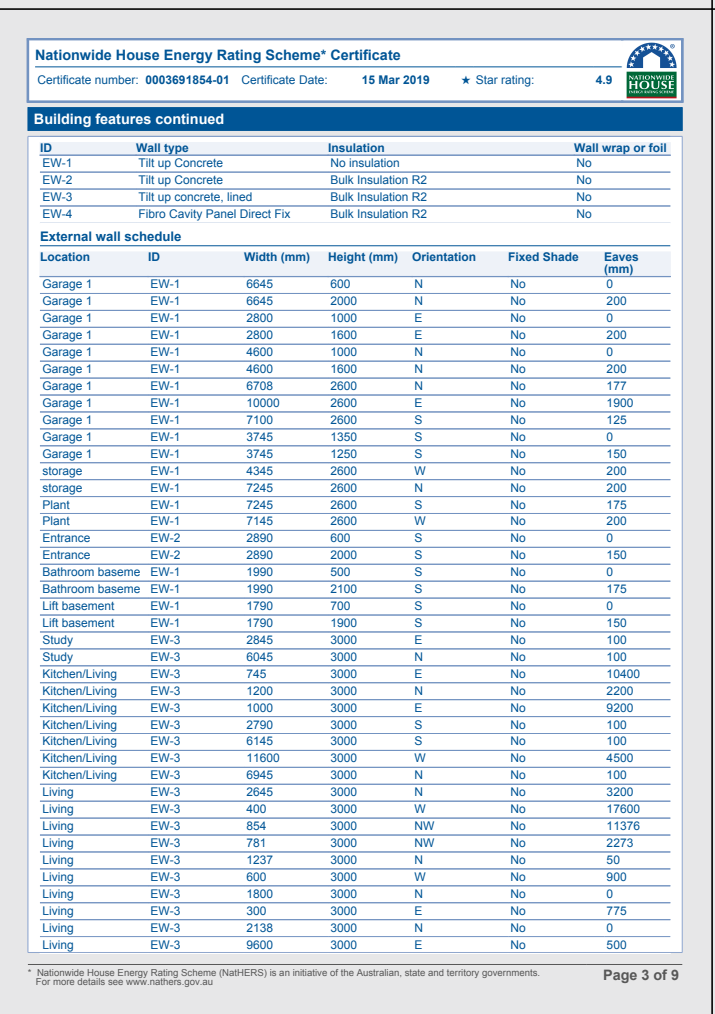 Nationwide House Energy Rating Scheme* Certificate
Certificate number: 0003691854-01 Certificate Date: 15 Mar 2019 ★ Star rating: 4.9
NATIONWIDE
HOUSE
ENERGY RATING SCHEME
®
Building features continued
ID Wall type Insulation Wall wrap or foil
EW-1 Tilt up Concrete No insulation No
EW-2 Tilt up Concrete Bulk Insulation R2 No
EW-3 Tilt up concrete, lined Bulk Insulation R2 No
EW-4 Fibro Cavity Panel Direct Fix Bulk Insulation R2 No
External wall schedule
Location ID Width (mm) Height (mm) Orientation Fixed Shade Eaves
(mm)
Garage 1 EW-1 6645 600 N No 0
Garage 1 EW-1 6645 2000 N No 200
Garage 1 EW-1 2800 1000 E No 0
Garage 1 EW-1 2800 1600 E No 200
Garage 1 EW-1 4600 1000 N No 0
Garage 1 EW-1 4600 1600 N No 200
Garage 1 EW-1 6708 2600 N No 177
Garage 1 EW-1 10000 2600 E No 1900
Garage 1 EW-1 7100 2600 S No 125
Garage 1 EW-1 3745 1350 S No 0
Garage 1 EW-1 3745 1250 S No 150
storage EW-1 4345 2600 W No 200
storage EW-1 7245 2600 N No 200
Plant EW-1 7245 2600 S No 175
Plant EW-1 7145 2600 W No 200
Entrance EW-2 2890 600 S No 0
Entrance EW-2 2890 2000 S No 150
Bathroom baseme EW-1 1990 500 S No 0
Bathroom baseme EW-1 1990 2100 S No 175
Lift basement EW-1 1790 700 S No 0
Lift basement EW-1 1790 1900 S No 150
Study EW-3 2845 3000 E No 100
Study EW-3 6045 3000 N No 100
Kitchen/Living EW-3 745 3000 E No 10400
Kitchen/Living EW-3 1200 3000 N No 2200
Kitchen/Living EW-3 1000 3000 E No 9200
Kitchen/Living EW-3 2790 3000 S No 100
Kitchen/Living EW-3 6145 3000 S No 100
Kitchen/Living EW-3 11600 3000 W No 4500
Kitchen/Living EW-3 6945 3000 N No 100
Living EW-3 2645 3000 N No 3200
Living EW-3 400 3000 W No 17600
Living EW-3 854 3000 NW No 11376
Living EW-3 781 3000 NW No 2273
Living EW-3 1237 3000 N No 50
Living EW-3 600 3000 W No 900
Living EW-3 1800 3000 N No 0
Living EW-3 300 3000 E No 775
Living EW-3 2138 3000 N No 0
Living EW-3 9600 3000 E No 500
* Nationwide House Energy Rating Scheme (NatHERS) is an initiative of the Australian, state and territory governments.
For more details see www.nathers.gov.au
Page 3 of 9